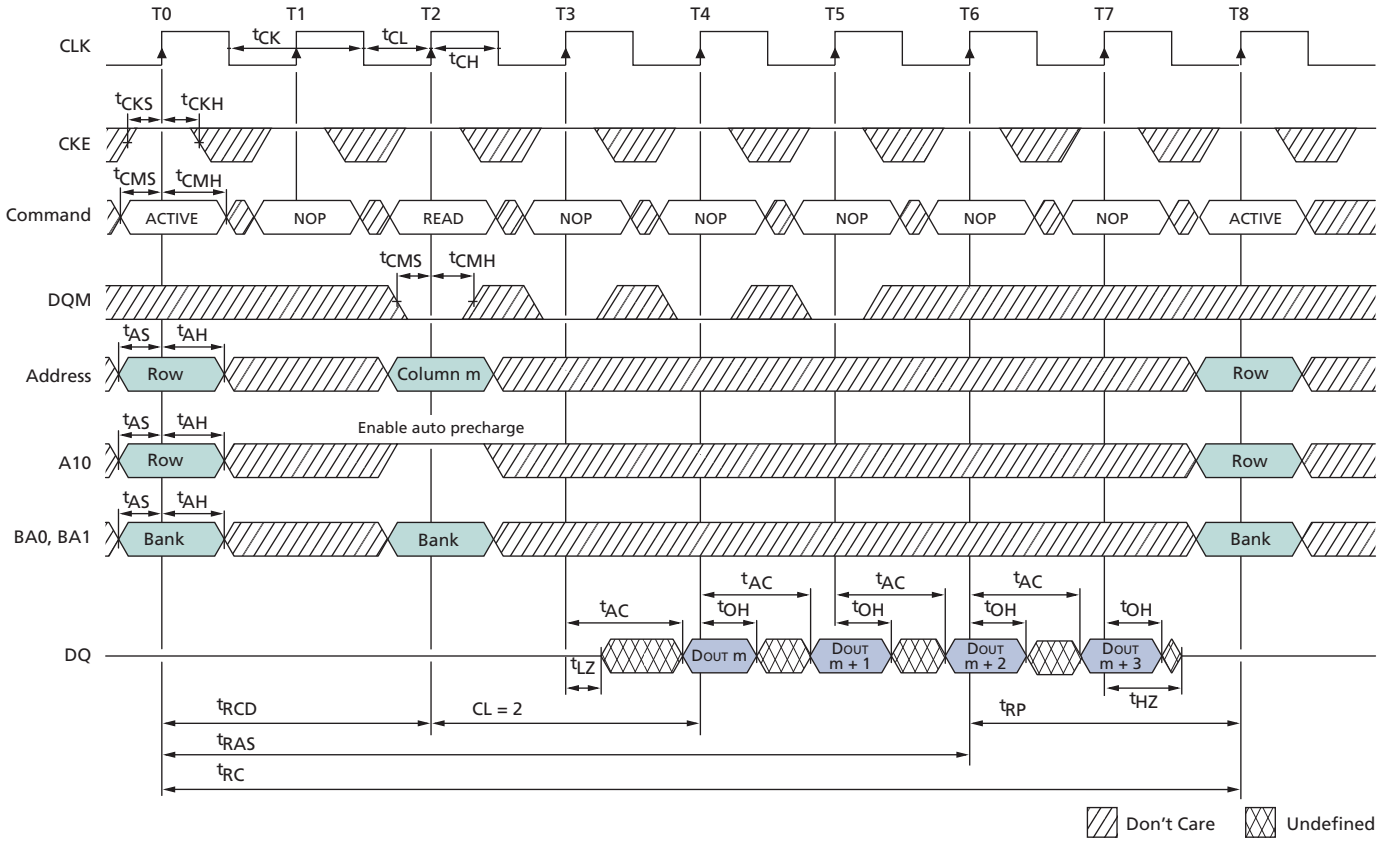 T0 T1 T2 T3 T4 T5 T6 T7 T8
CLK tCK tCL tCH
tCKS tCKH
CKE
tCMS tCMH
Command ACTIVE NOP READ NOP NOP NOP NOP NOP ACTIVE
tCMS tCMH
DQM
tAS tAH
Address Row Column m Row
tAS tAH Enable auto precharge
A10 Row Row
tAS tAH
BA0, BA1 Bank Bank Bank
tAC tAC tAC
tAC tOH tOH tOH tOH
DQ DOUT m DOUT m + 1 DOUT m + 2 DOUT m + 3
tLZ tHZ
tRCD CL = 2 tRP
tRAS
tRC
Don't Care Undefined